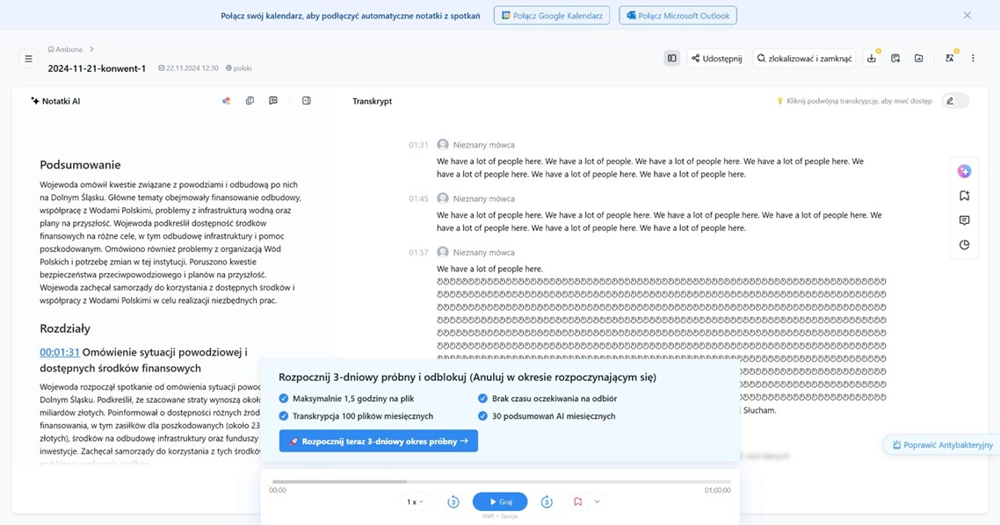 Połącz swój kalendarz, aby podłączyć automatyczne notatki z spotkań
Połącz Google Kalendarz
Połącz Microsoft Outlook
Ambona
2024-11-21-konwent-1
22.11.2024 12:30
polski
Udostępnij
zlokalizować i zamknąć
Notatki AI
Transkrypt
Kliknij podwójną transkrypcję, aby mieć dostęp
Podsumowanie
Wojewoda omówił kwestie związane z powodziami i odbudową po nich
na Dolnym Śląsku. Główne tematy obejmowały finansowanie odbudowy,
współpracę z Wodami Polskimi, problemy z infrastrukturą wodną oraz
plany na przyszłość. Wojewoda podkreślił dostępność środków
finansowych na różne cele, w tym odbudowę infrastruktury i pomoc
poszkodowanym. Omówiono również problemy z organizacją Wód
Polskich i potrzebę zmian w tej instytucji. Poruszono kwestie
bezpieczeństwa przeciwpowodziowego i planów na przyszłość.
Wojewoda zachęcał samorządy do korzystania z dostępnych środków i
współpracy z Wodami Polskimi w celu realizacji niezbędnych prac.
Rozdziały
00:01:31 Omówienie sytuacji powodziowej i
dostępnych środków finansowych
Wojewoda rozpoczął spotkanie od omówienia sytuacji
Dolnym Śląsku. Podkreślił, że szacowane straty wynoszą
miliardów złotych. Poinformował o dostępności różnych
finansowania, w tym zasiłków dla poszkodowanych (około
złotych), środków na odbudowę infrastruktury oraz funduszy
inwestycje. Zachęcał samorządy do korzystania z tych
01:31
Nieznany mówca
We have a lot of people here. We have a lot of people. We have a lot of people here. We have a lot of people here. We
have a lot of people here. We have a lot of people here. We have a lot of people here.
01:45
Nieznany mówca
We have a lot of people here. We have a lot of people here. We have a lot of people here. We have a lot of people here. We
have a lot of people here. We have a lot of people here. We have a lot of people here.
01:57
Nieznany mówca
We have a lot of people here.
Słucham.
Rozpocznij 3-dniowy próbny i odblokuj (Anuluj w okresie rozpoczynającym się)
Maksymalnie 1,5 godziny na plik
Brak czasu oczekiwania na odbiór
Transkrypcja 100 plików miesięcznych
30 podsumowań AI miesięcznych
Rozpocznij teraz 3-dniowy okres próbny →
Poprawić Antybakteryjny
00:00
01:00:00
1 x
3
Graj
3
Shift + Spacja